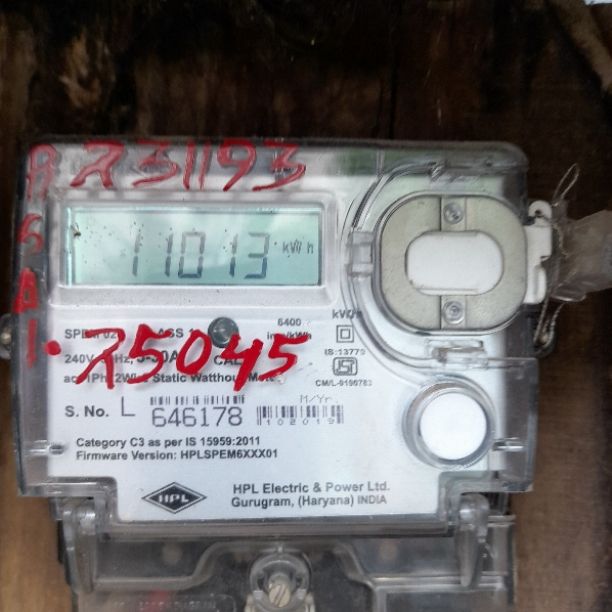 R31193
11013 kWh
6400
imp/kWh
240V
R5045
IS:13779
CM/L-9190783
ac 1Ph 2Wire Static Watthour Meter
S. No. L 646178
M/Yr.
102019
Category C3 as per IS 15959:2011
Firmware Version: HPLSPEM6XXX01
HPL
HPL Electric & Power Ltd.
Gurugram, (Haryana) INDIA